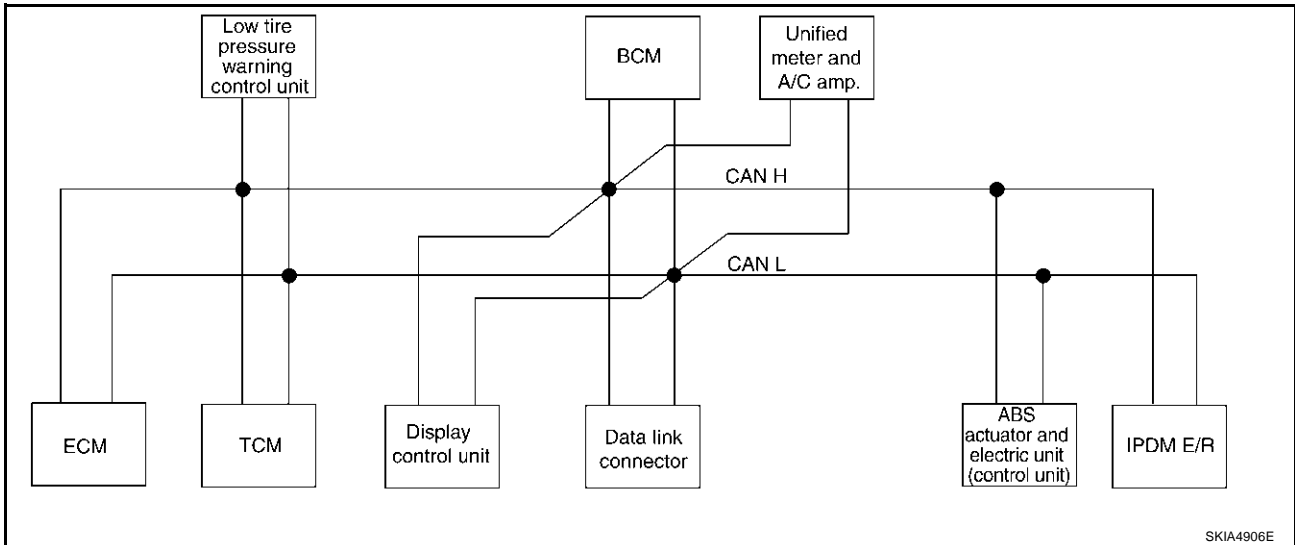 Low tire
pressure
warning
control unit
BCM
Unified
meter and
A/C amp.
CAN H
CAN L
ECM
TCM
Display
control unit
Data link
connector
ABS
actuator and
electric unit
(control unit)
IPDM E/R
SKIA4906E